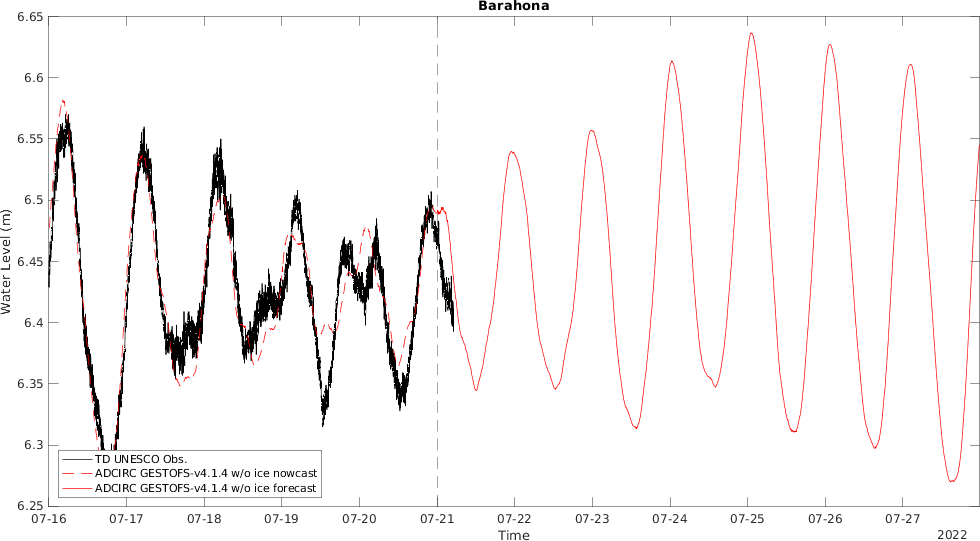 Barahona
6.65
6.6
6.55
6.5
6.45
6.4
6.35
6.3
6.25
Water Level (m)
TD UNESCO Obs.
ADCIRC GESTOFS-v4.1.4 w/o ice nowcast
ADCIRC GESTOFS-v4.1.4 w/o ice forecast
07-16 07-17 07-18 07-19 07-20 07-21 07-22 07-23 07-24 07-25 07-26 07-27
Time
2022